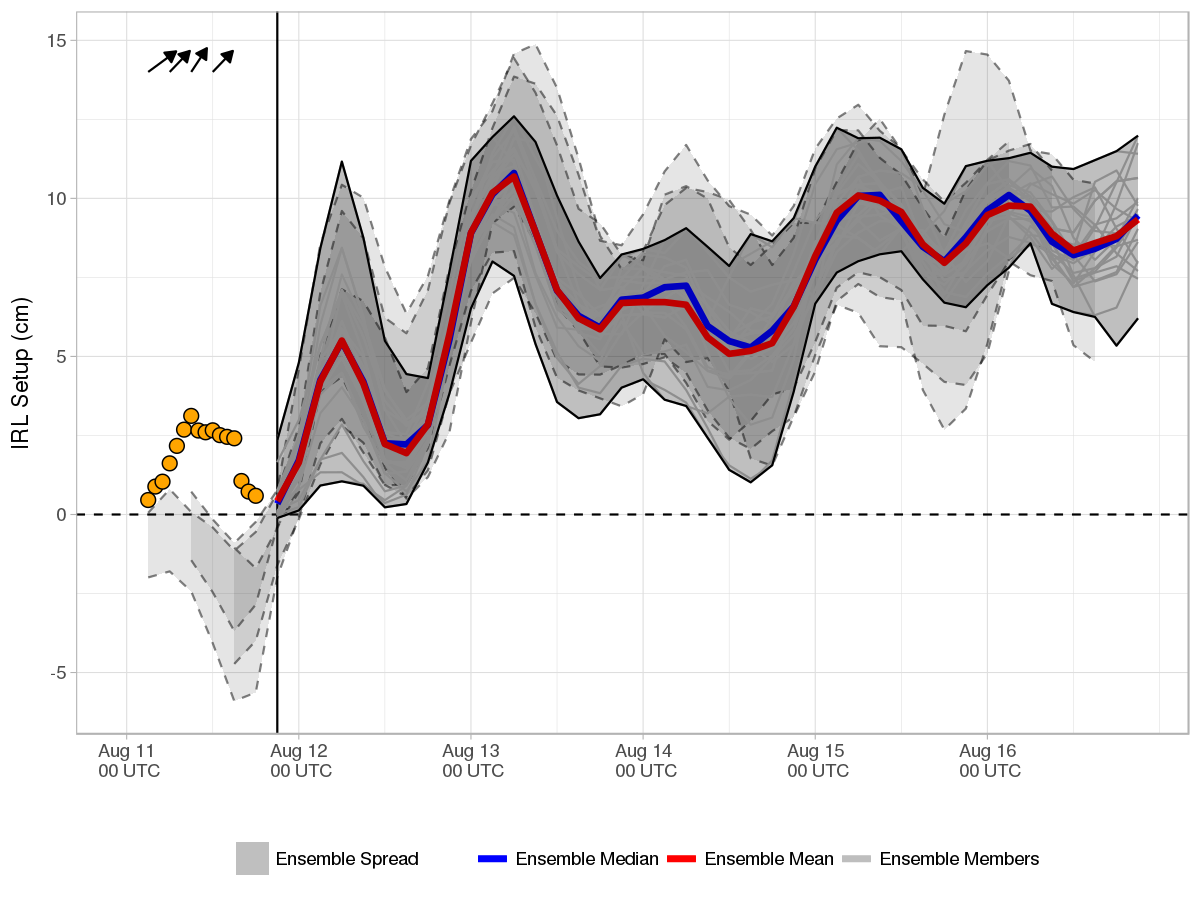 IRL Setup (cm)
15
10
5
0
-5
Aug 11
00 UTC
Aug 12
00 UTC
Aug 13
00 UTC
Aug 14
00 UTC
Aug 15
00 UTC
Aug 16
00 UTC
Ensemble Spread
Ensemble Median
Ensemble Mean
Ensemble Members